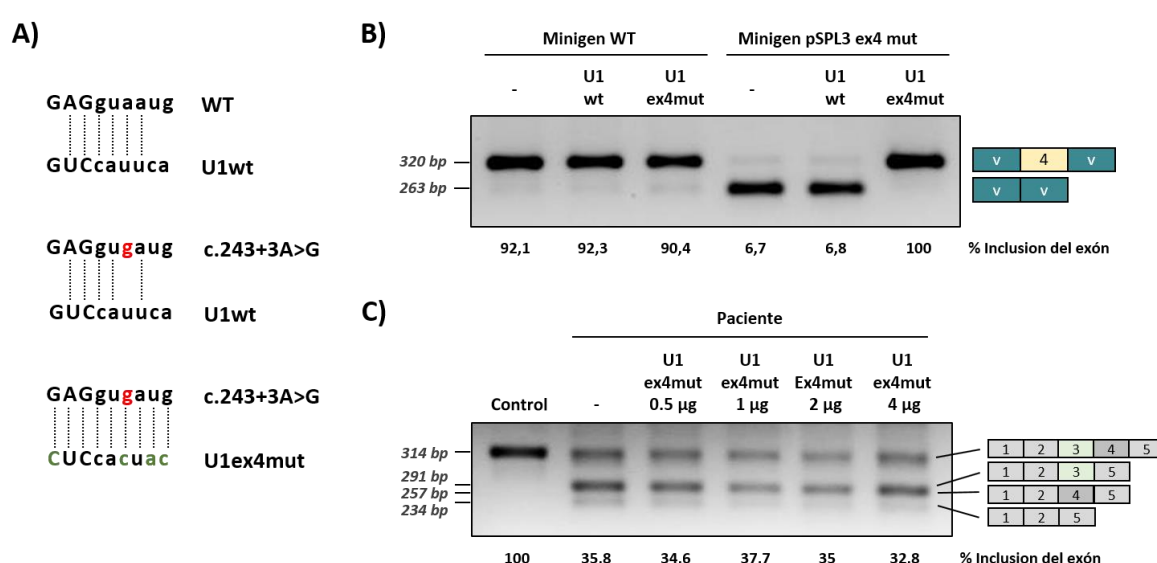 A)
GAGguaaug WT
GUCcauuca U1wt
GAGgugaug c.243+3A>G
GUCcauuca U1wt
GAGgugaug c.243+3A>G
CUCcacuac U1ex4mut
B)
Minigen WT Minigen pSPL3 ex4 mut
- U1 wt U1 ex4mut - U1 wt U1 ex4mut
320 bp
v 4 v
263 bp
v v
92,1 92,3 90,4 6,7 6,8 100 % Inclusion del exón
C)
Paciente
Control - U1 ex4mut 0.5 µg U1 ex4mut 1 µg U1 Ex4mut 2 µg U1 ex4mut 4 µg
314 bp
1 2 3 4 5
291 bp
1 2 3 5
257 bp
1 2 4 5
234 bp
1 2 5
100 35,8 34,6 37,7 35 32,8 % Inclusion del exón